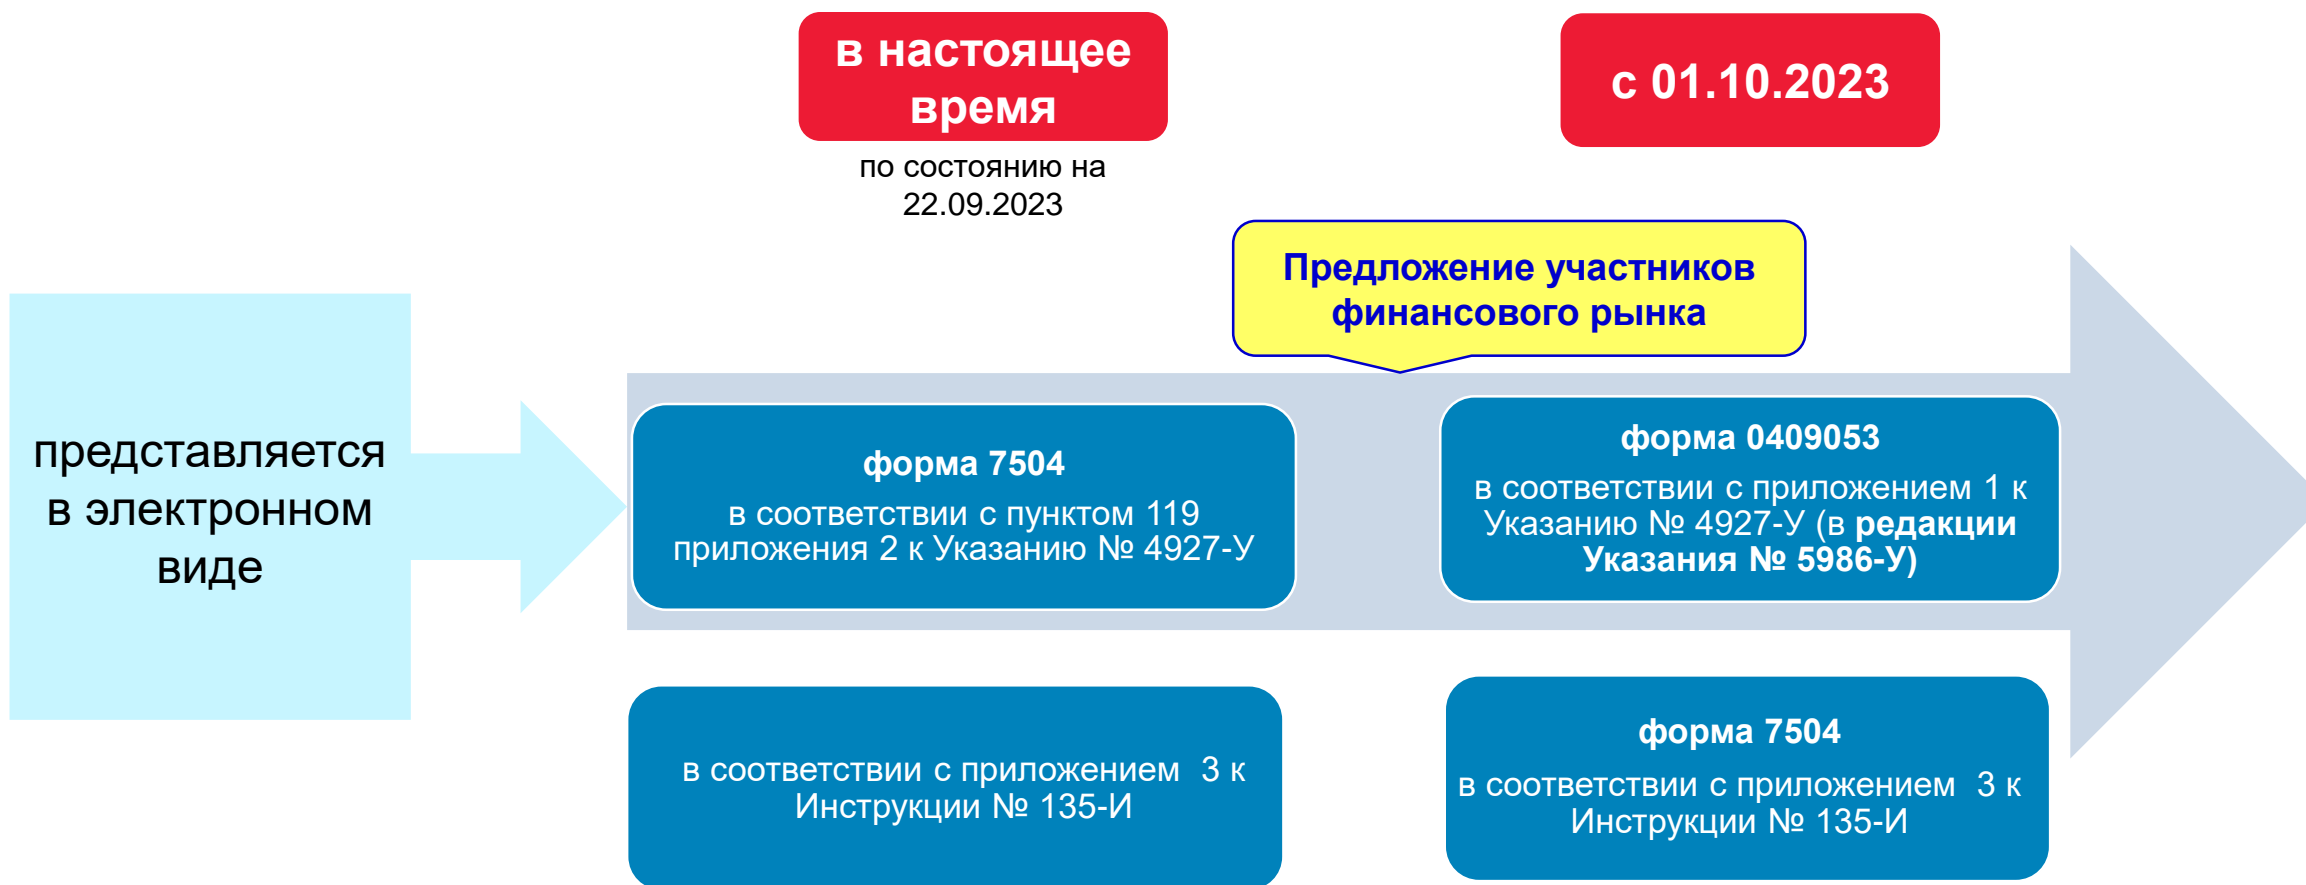 в настоящее
время
по состоянию на
22.09.2023
с 01.10.2023
Предложение участников
финансового рынка
представляется
в электронном
виде
форма 7504
в соответствии с пунктом 119
приложения 2 к Указанию № 4927-У
форма 0409053
в соответствии с приложением 1 к
Указанию № 4927-У (в редакции
Указания № 5986-У)
в соответствии с приложением 3 к
Инструкции № 135-И
форма 7504
в соответствии с приложением 3 к
Инструкции № 135-И